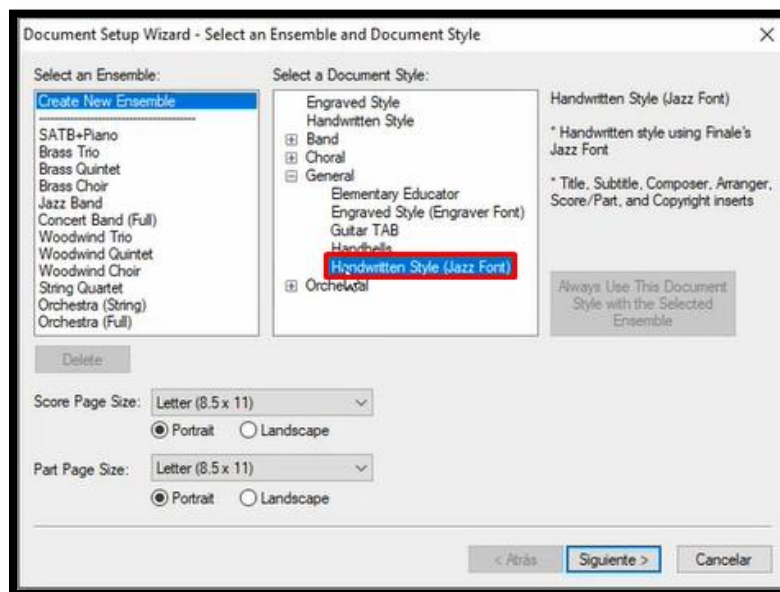 Document Setup Wizard - Select an Ensemble and Document Style
Select an Ensemble:
Create New Ensemble
SATB+Piano
Brass Trio
Brass Quintet
Brass Choir
Jazz Band
Concert Band (Full)
Woodwind Trio
Woodwind Quintet
Woodwind Choir
String Quartet
Orchestra (String)
Orchestra (Full)
Delete
Select a Document Style:
Engraved Style
Handwritten Style
Band
Choral
General
Elementary Educator
Engraved Style (Engraver Font)
Guitar TAB
Handbells
Handwritten Style (Jazz Font)
Orchestral
Handwritten Style (Jazz Font)
* Handwritten style using Finale's
Jazz Font
* Title, Subtitle, Composer, Arranger,
Score/Part, and Copyright inserts
Always Use This Document
Style with the Selected
Ensemble
Score Page Size: Letter (8.5 x 11)
Portrait Landscape
Part Page Size: Letter (8.5 x 11)
Portrait Landscape
< Atrás Siguiente > Cancelar